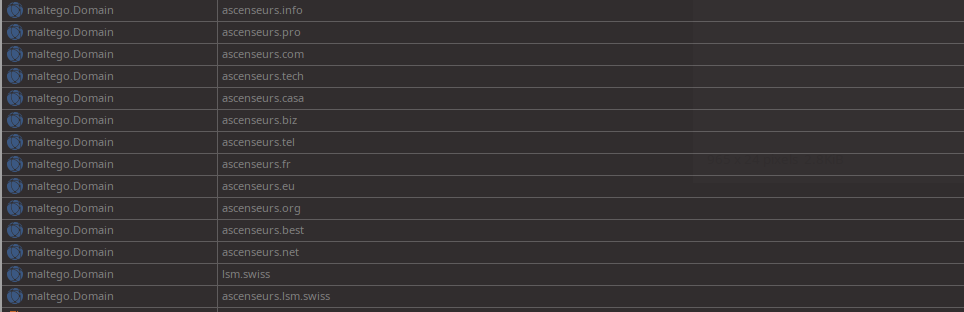 maltego.Domain ascenseurs.info
maltego.Domain ascenseurs.pro
maltego.Domain ascenseurs.com
maltego.Domain ascenseurs.tech
maltego.Domain ascenseurs.casa
maltego.Domain ascenseurs.biz
maltego.Domain ascenseurs.tel
maltego.Domain ascenseurs.fr
maltego.Domain ascenseurs.eu
maltego.Domain ascenseurs.org
maltego.Domain ascenseurs.best
maltego.Domain ascenseurs.net
maltego.Domain lsm.swiss
maltego.Domain ascenseurs.lsm.swiss